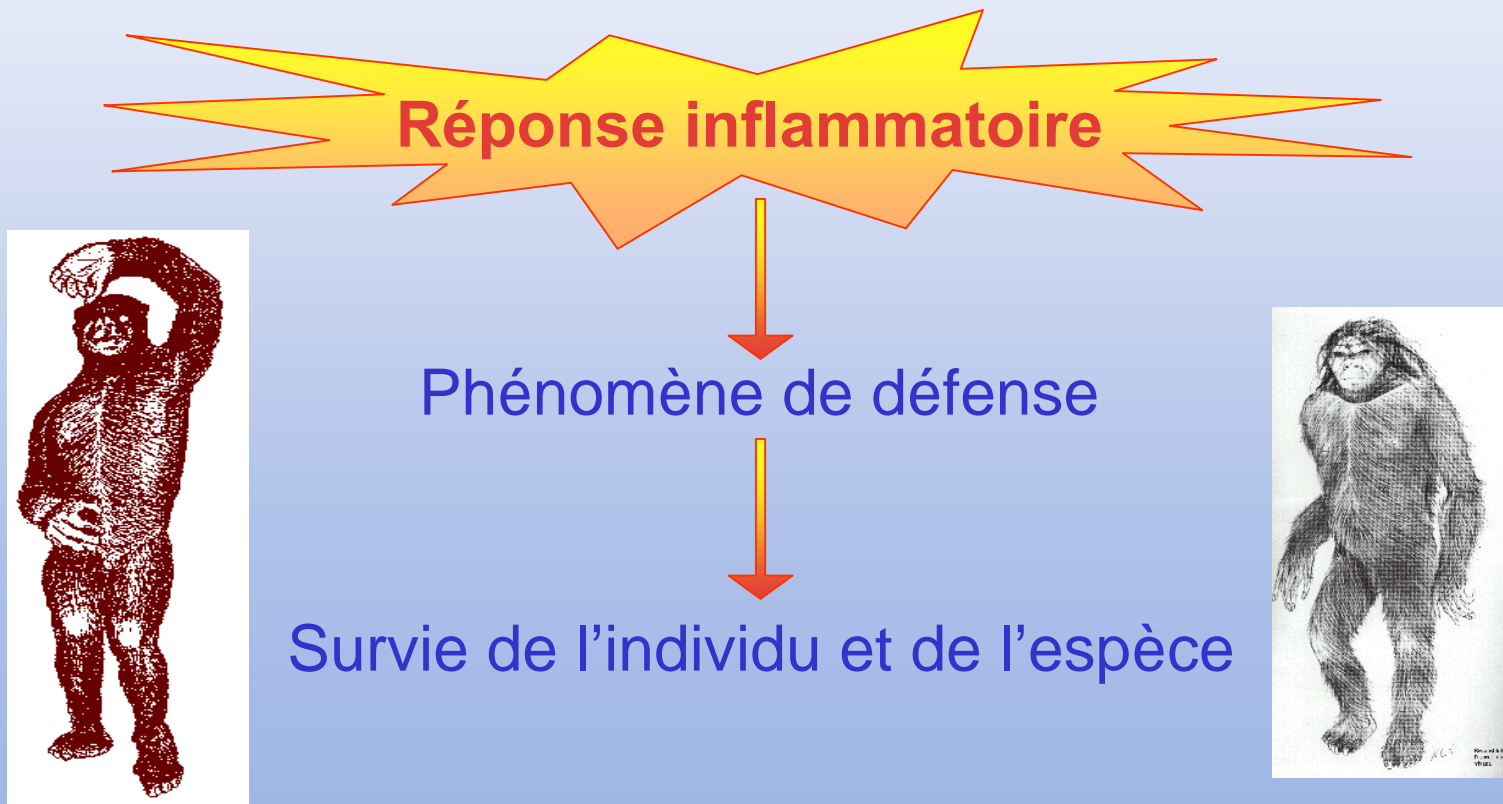 Réponse inflammatoire
Phénomène de défense
Survie de l’individu et de l’espèce